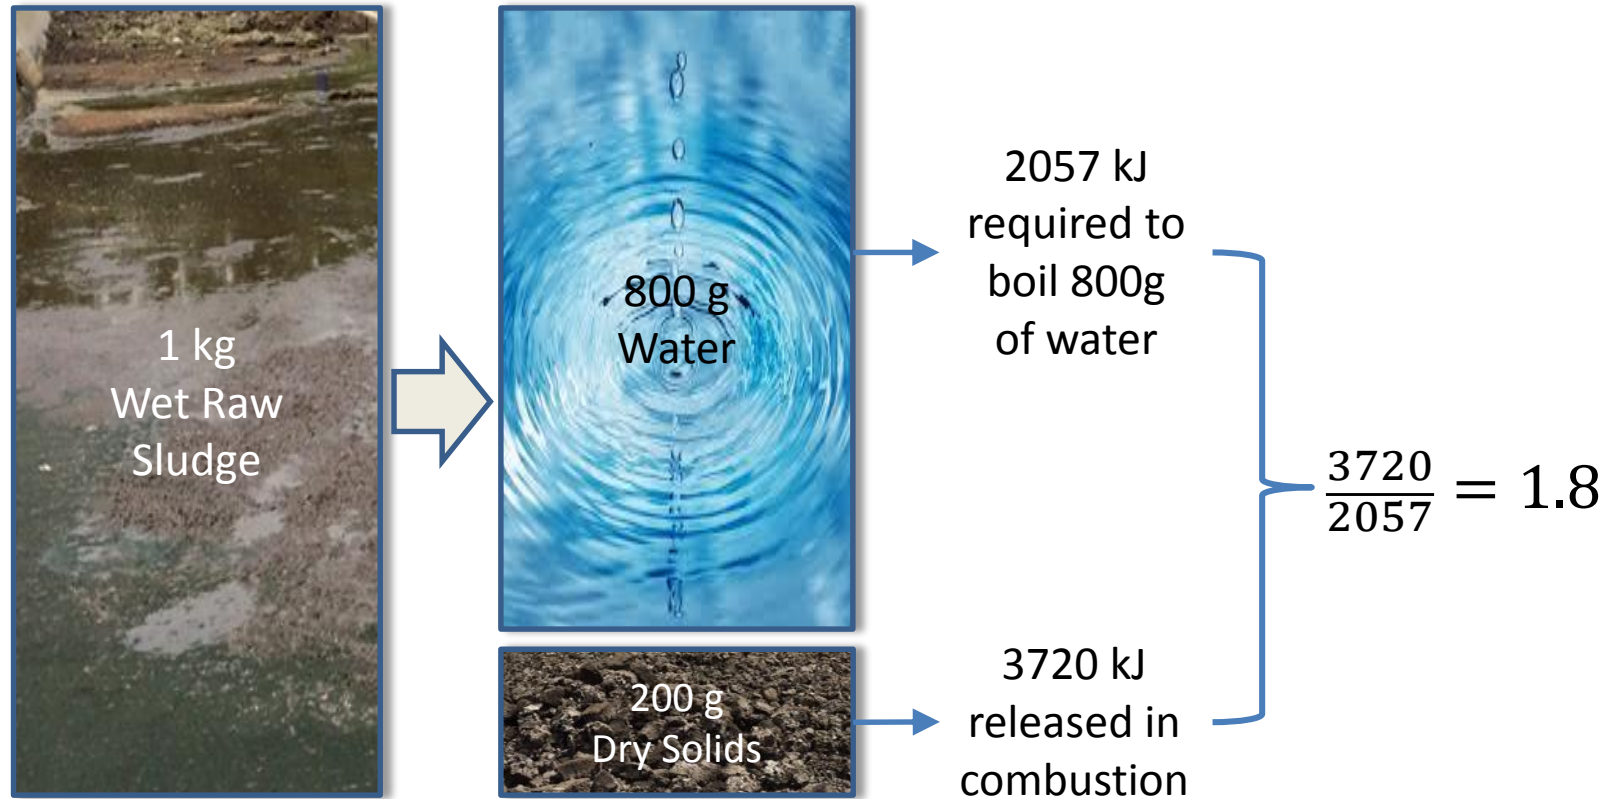 1 kg
Wet Raw
Sludge
800 g
Water
200 g
Dry Solids
2057 kJ
required to
boil 800g
of water
3720 kJ
released in
combustion
3720
2057
= 1.8